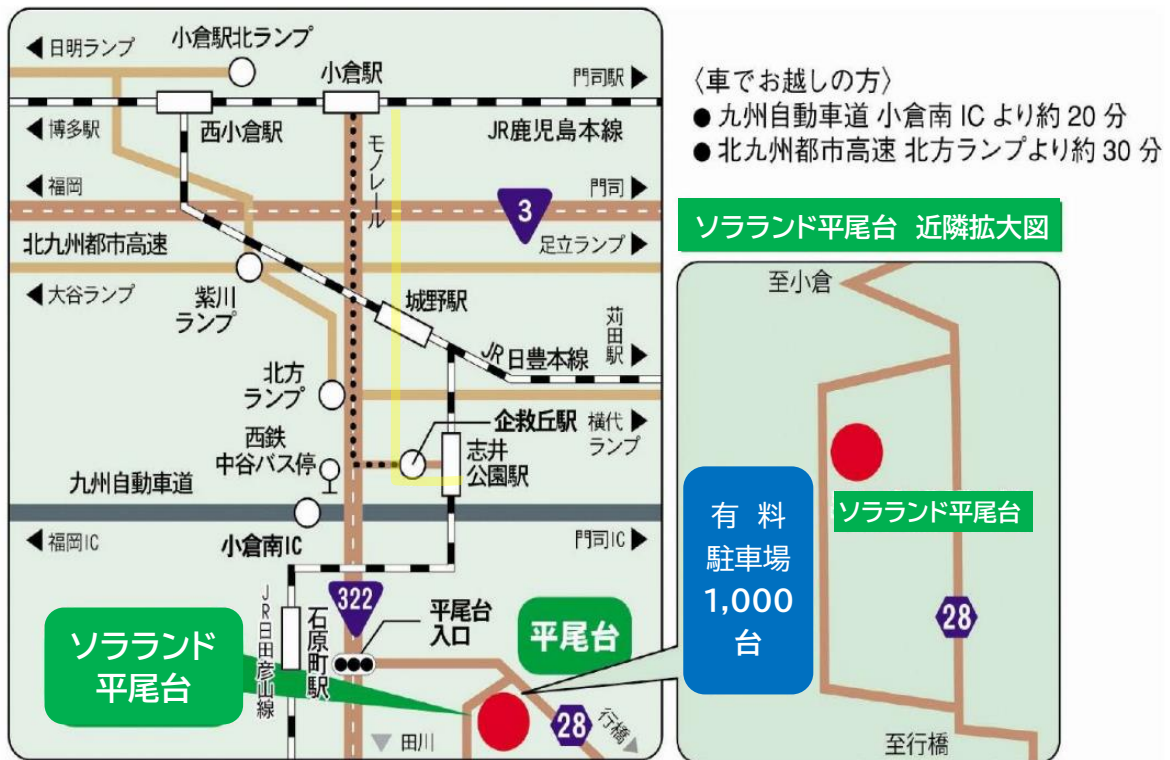 ◀日明ランプ
小倉駅北ランプ
小倉駅
門司駅▶
◀博多駅
西小倉駅
モノレール
JR鹿児島本線
◀福岡
3
門司▶
北九州都市高速
足立ランプ▶
◀大谷ランプ
紫川
ランプ
城野駅
苅田駅▶
JR日豊本線
北方
ランプ
企救丘駅
横代▶
ランプ
西鉄
中谷バス停
志井
公園駅
九州自動車道
◀福岡IC
小倉南IC
門司IC▶
JR日田彦山線
石原町駅
322
平尾台
入口
平尾台
ソラランド
平尾台
28
行橋
▼田川
〈車でお越しの方〉
● 九州自動車道 小倉南 IC より約 20 分
● 北九州都市高速 北方ランプより約 30 分
ソラランド平尾台 近隣拡大図
至小倉
有 料
駐車場
1,000
台
ソラランド平尾台
28
至行橋